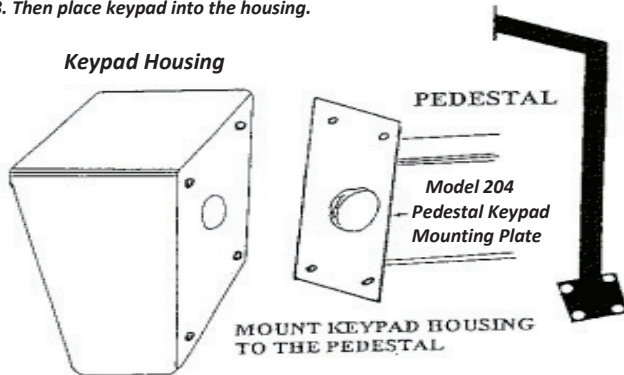 3. Then place keypad into the housing.
Keypad Housing
PEDESTAL
Model 204
Pedestal Keypad
Mounting Plate
MOUNT KEYPAD HOUSING
TO THE PEDESTAL